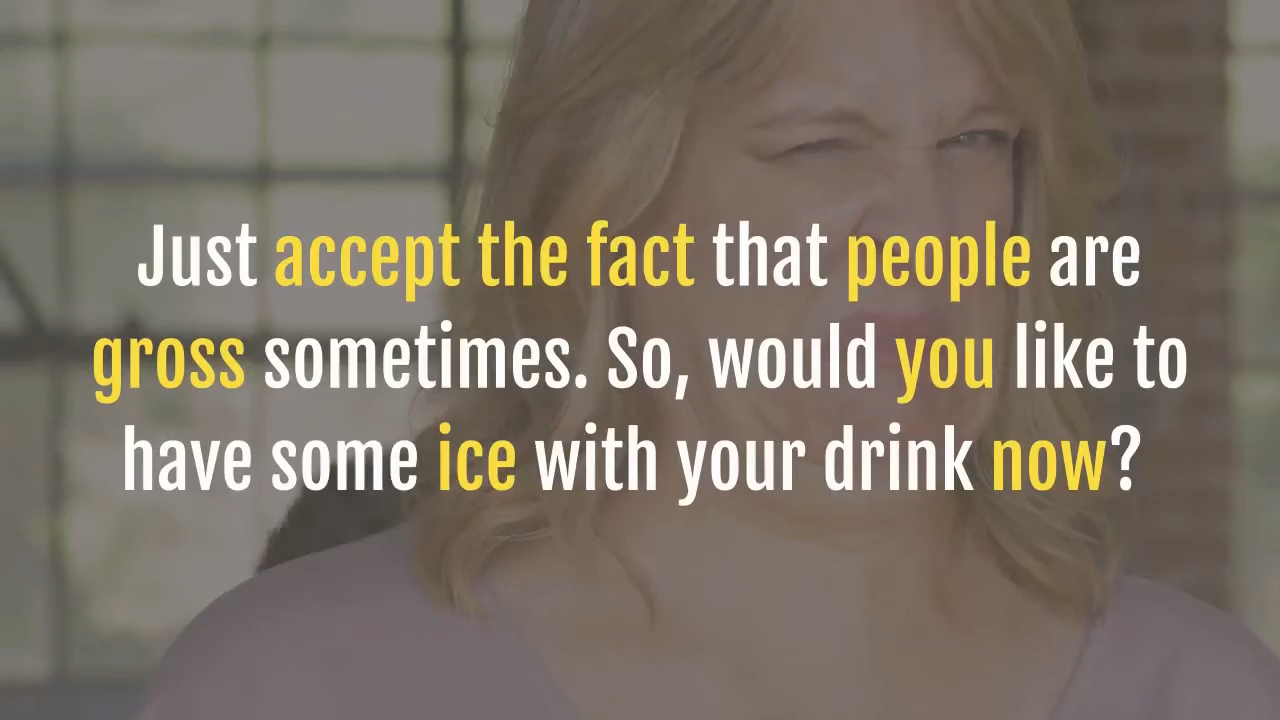 Just accept the fact that people are
gross sometimes. So, would you like to
have some ice with your drink now?